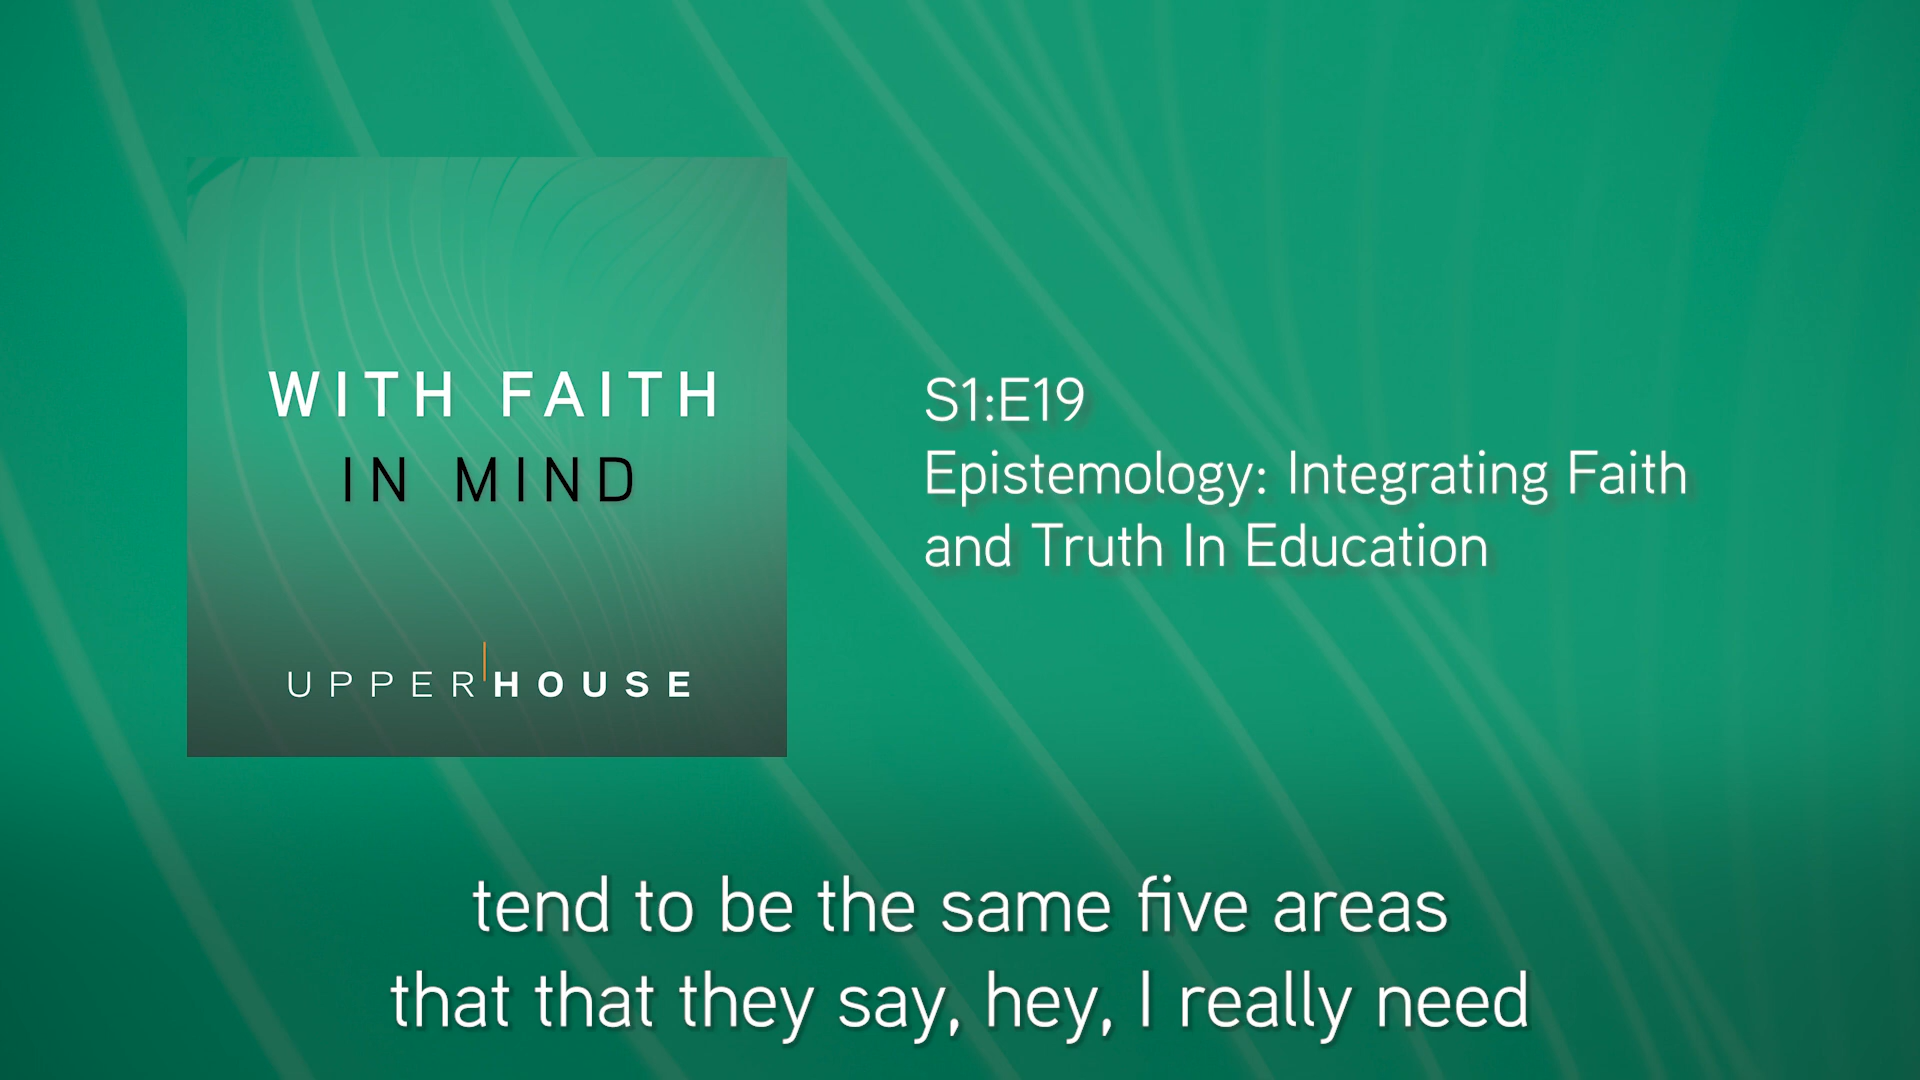 WITH FAITH
IN MIND
UPPER HOUSE
S1:E19
Epistemology: Integrating Faith
and Truth In Education
tend to be the same five areas
that that they say, hey, I really need